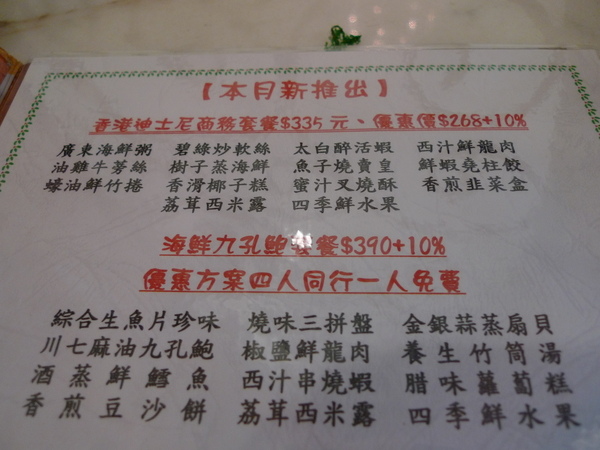 【本月新推出】
香港紳士尼商務套餐$335元、優惠價$268+10%
廣東海鮮粥 碧綠炒軟絲 太白醉活蝦 西汁鮮龍肉
油雞牛蒡絲 樹子蒸海鮮 魚子燒賣皇 鮮蝦堯柱餃
蠔油鮮竹捲 香滑椰子糕 蜜汁叉燒酥 香煎韭菜盒
荔茸西米露 四季鮮水果
海鮮九孔鮑套餐$390+10%
優惠方案四人同行一人免費
綜合生魚片珍味 燒味三拼盤 金銀蒜蒸扇貝
川七麻油九孔鮑 椒鹽鮮龍肉 養生竹筒湯
酒蒸鮮鱈魚 西汁串燒蝦 腊味蘿蔔糕
香煎豆沙餅 荔茸西米露 四季鮮水果